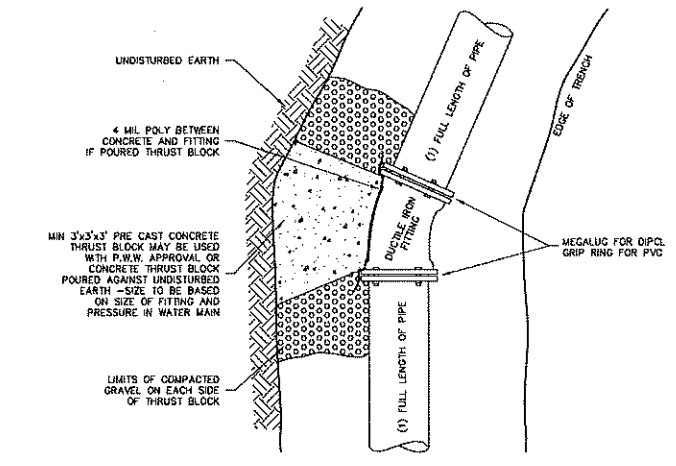 UNDISTURBED EARTH
4 MIL POLY BETWEEN
CONCRETE AND FITTING
IF POURED THRUST BLOCK
MIN 3'x3'x3' PRE CAST CONCRETE
THRUST BLOCK MAY BE USED
WITH P.W.W. APPROVAL OR
CONCRETE THRUST BLOCK
POURED AGAINST UNDISTURBED
EARTH -SIZE TO BE BASED
ON SIZE OF FITTING AND
PRESSURE IN WATER MAIN
LIMITS OF COMPACTED
GRAVEL ON EACH SIDE
OF THRUST BLOCK
(1) FULL LENGTH OF PIPE
DUCTILE IRON
FITTING
(1) FULL LENGTH OF PIPE
EDGE OF TRENCH
MEGALUG FOR DIPCL
GRIP RING FOR PVC